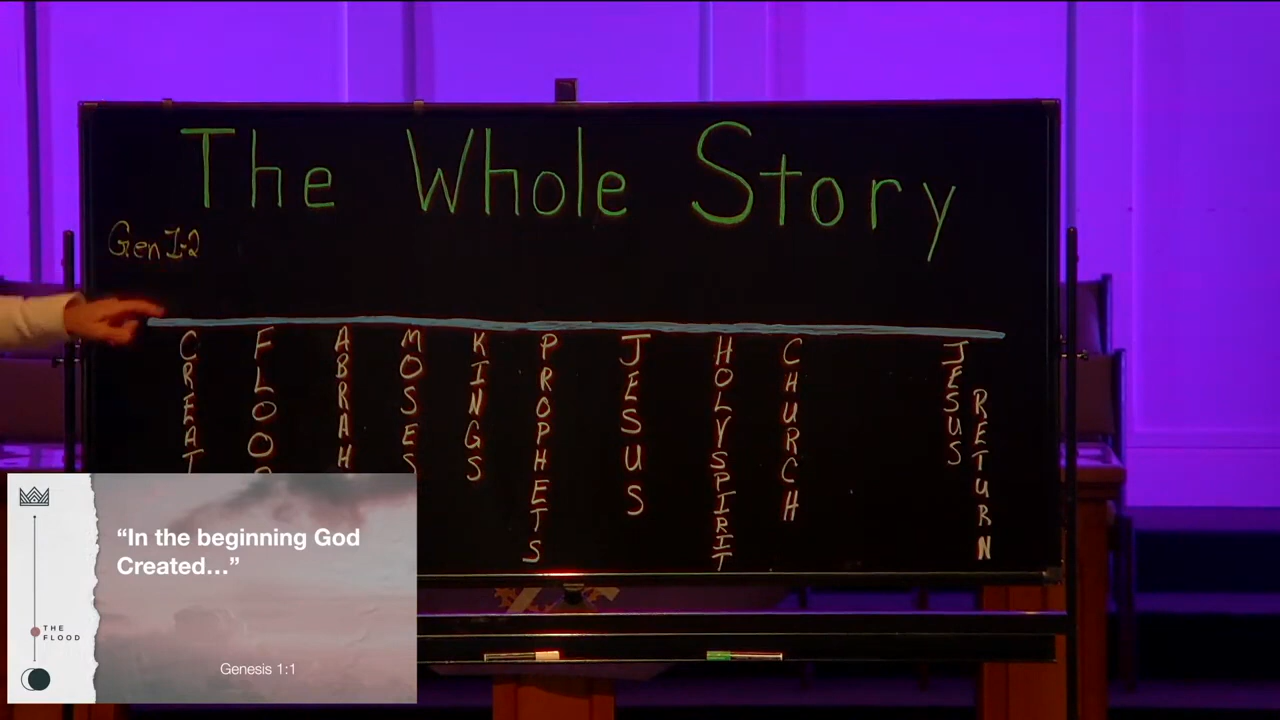 The Whole Story
Gen 1-2
CREAT
FLOO
ABRAH
MOSES
KINGS
PROPHETS
JESUS
HOLY SPIRIT
CHURCH
JESUS
RETURN
“In the beginning God
Created…”
THE
FLOOD
Genesis 1:1